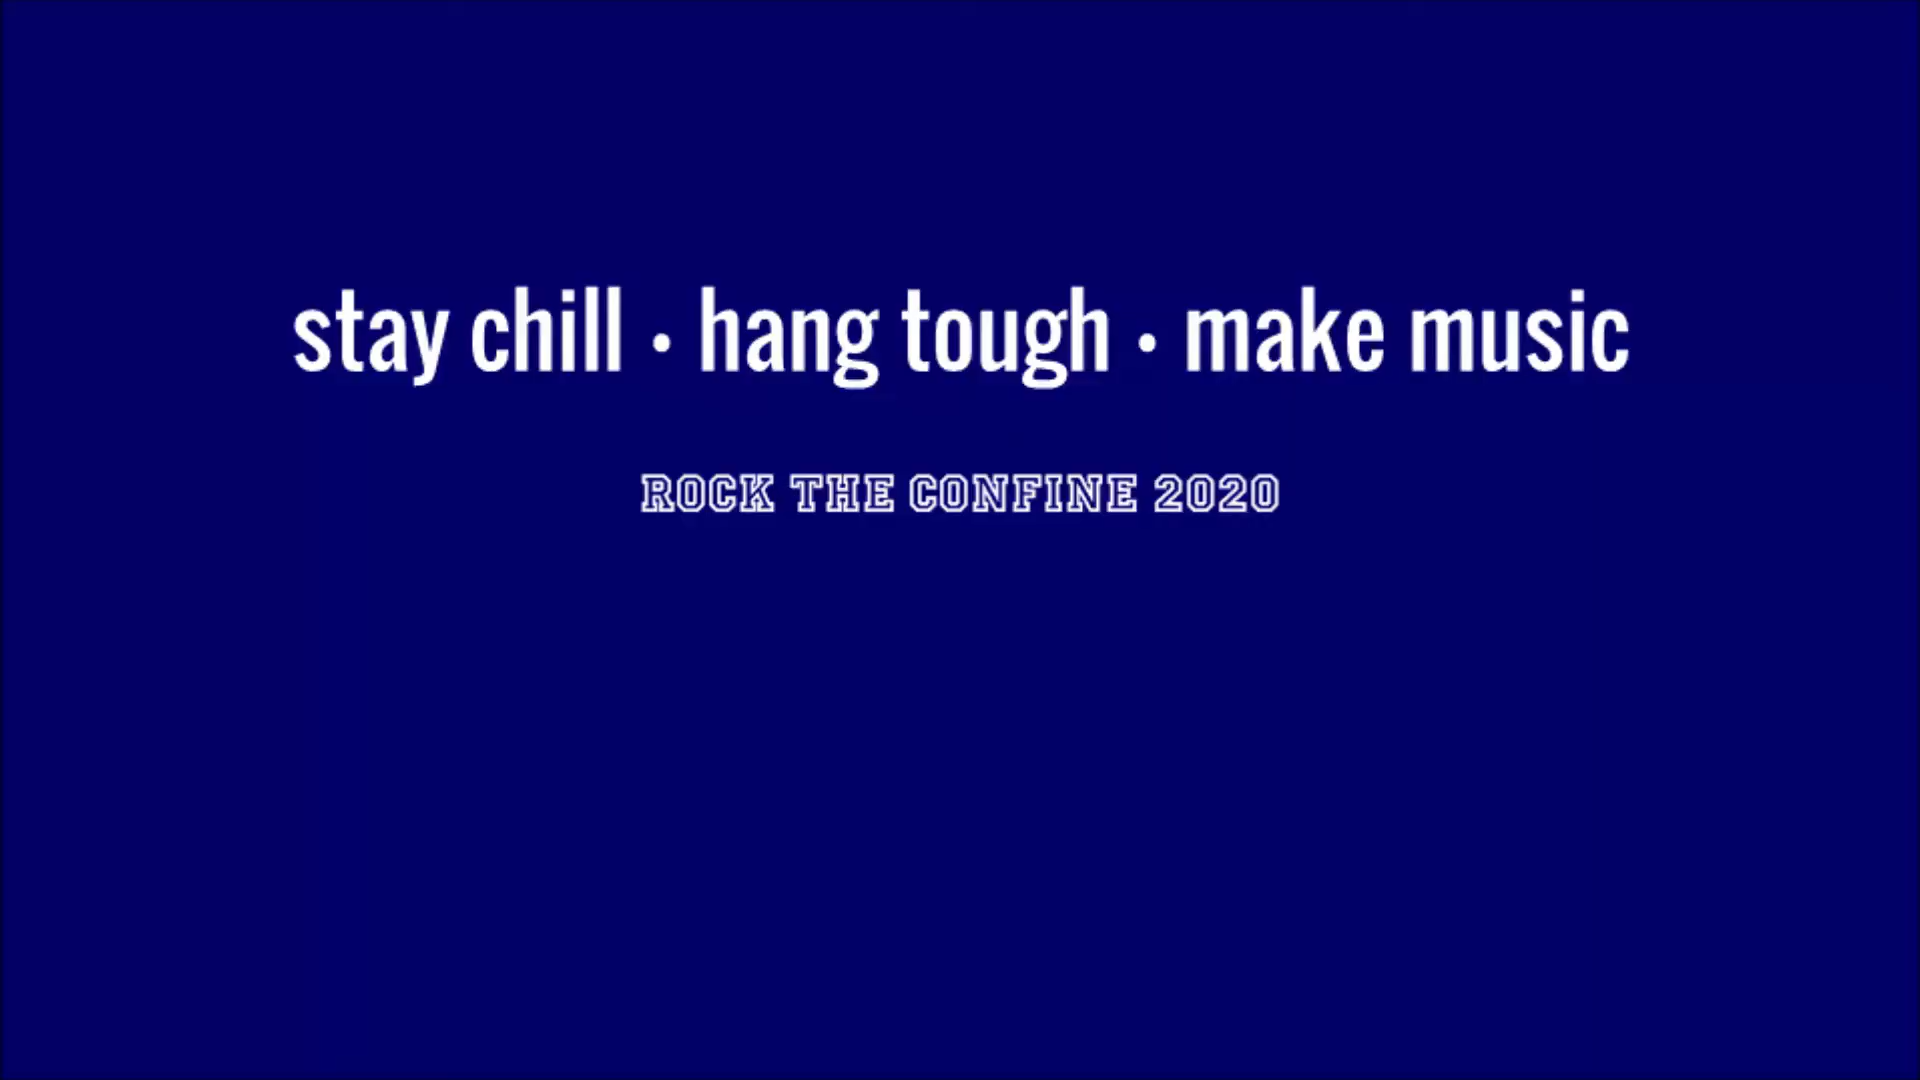 stay chill • hang tough • make music
ROCK THE CONFINE 2020